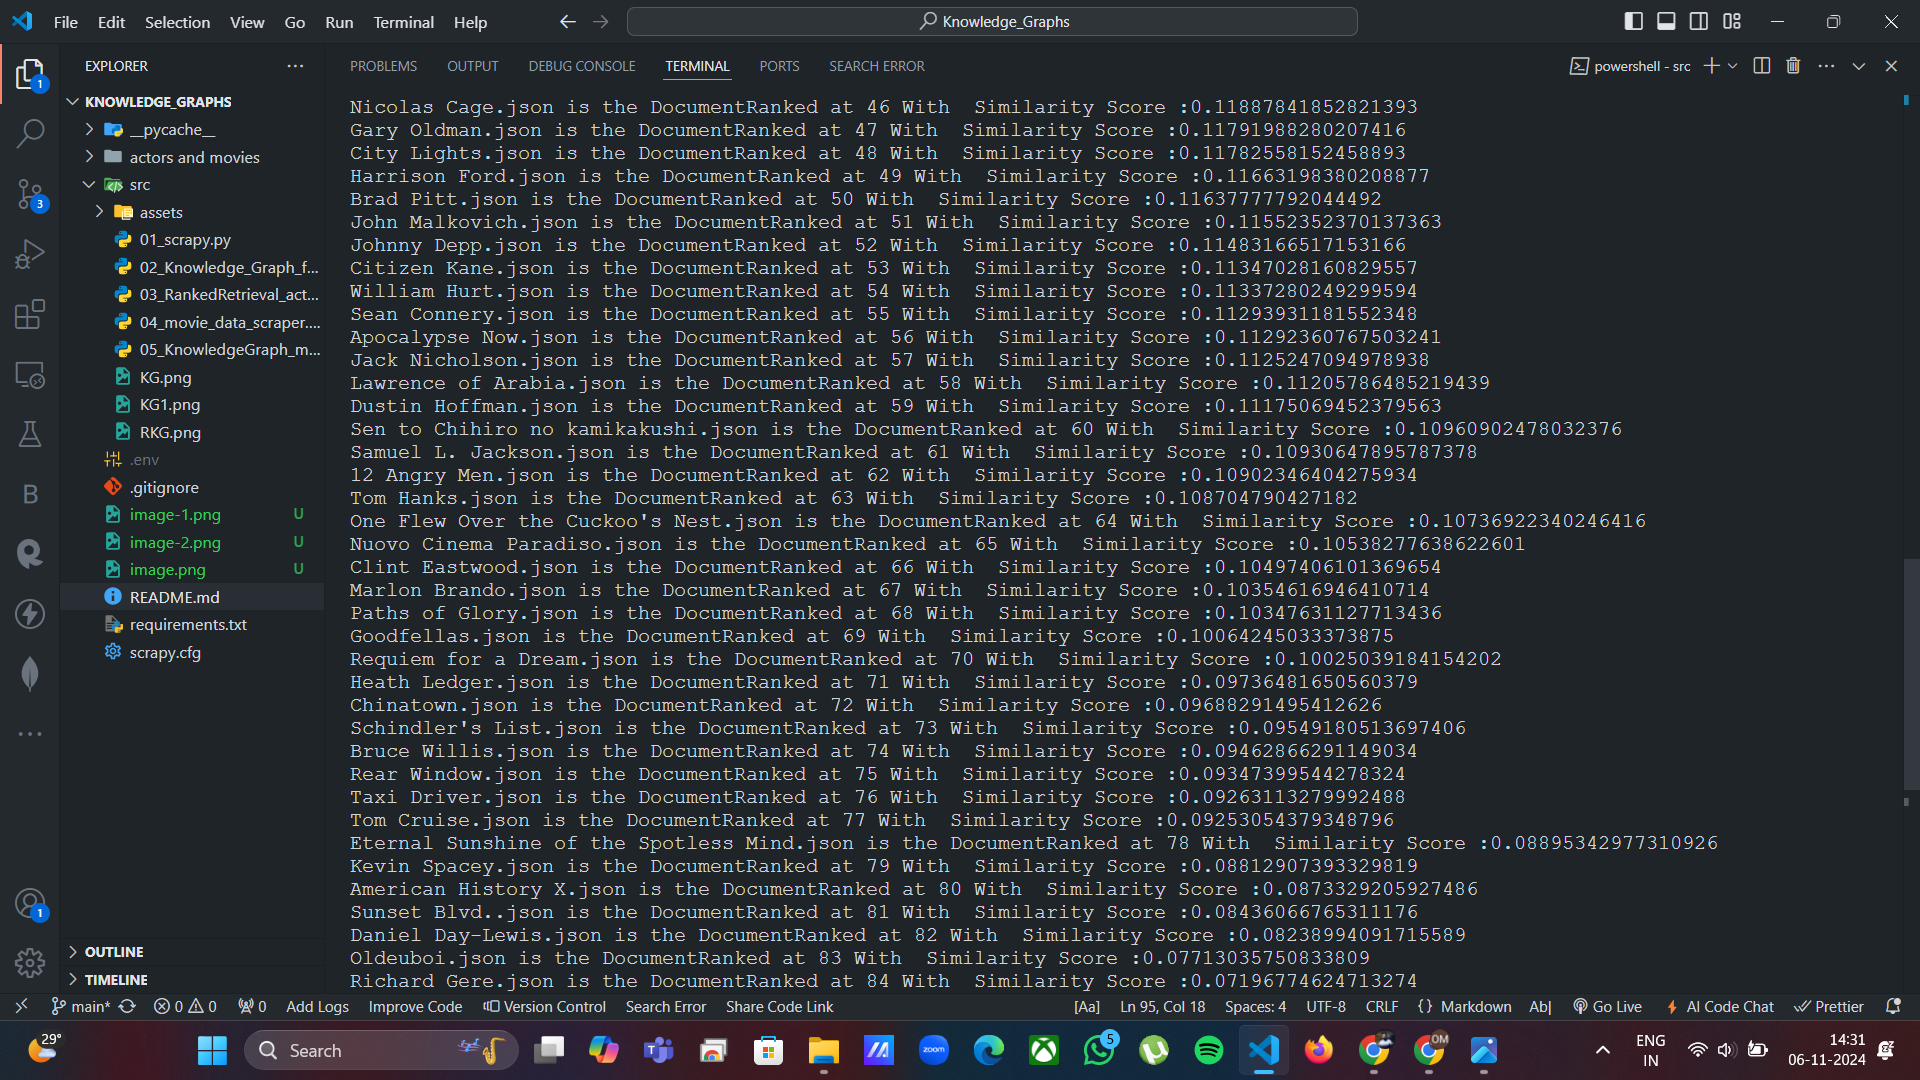 File Edit Selection View Go Run Terminal Help
Knowledge_Graphs
EXPLORER
KNOWLEDGE_GRAPHS
__pycache__
actors and movies
src
assets
01_scrapy.py
02_Knowledge_Graph_f...
03_RankedRetrieval_act...
04_movie_data_scraper....
05_KnowledgeGraph_m...
KG.png
KG1.png
RKG.png
.env
.gitignore
image-1.png U
image-2.png U
image.png U
README.md
requirements.txt
scrapy.cfg
OUTLINE
TIMELINE
1
3
B
1
PROBLEMS OUTPUT DEBUG CONSOLE TERMINAL PORTS SEARCH ERROR
powershell - src
Nicolas Cage.json is the DocumentRanked at 46 With  Similarity Score :0.11887841852821393
Gary Oldman.json is the DocumentRanked at 47 With  Similarity Score :0.11791988280207416
City Lights.json is the DocumentRanked at 48 With  Similarity Score :0.11782558152458893
Harrison Ford.json is the DocumentRanked at 49 With  Similarity Score :0.11663198380208877
Brad Pitt.json is the DocumentRanked at 50 With  Similarity Score :0.11637777792044492
John Malkovich.json is the DocumentRanked at 51 With  Similarity Score :0.11552352370137363
Johnny Depp.json is the DocumentRanked at 52 With  Similarity Score :0.11483166517153166
Citizen Kane.json is the DocumentRanked at 53 With  Similarity Score :0.11347028160829557
William Hurt.json is the DocumentRanked at 54 With  Similarity Score :0.11337280249299594
Sean Connery.json is the DocumentRanked at 55 With  Similarity Score :0.11293931181552348
Apocalypse Now.json is the DocumentRanked at 56 With  Similarity Score :0.11292360767503241
Jack Nicholson.json is the DocumentRanked at 57 With  Similarity Score :0.1125247094978938
Lawrence of Arabia.json is the DocumentRanked at 58 With  Similarity Score :0.11205786485219439
Dustin Hoffman.json is the DocumentRanked at 59 With  Similarity Score :0.11175069452379563
Sen to Chihiro no kamikakushi.json is the DocumentRanked at 60 With  Similarity Score :0.10960902478032376
Samuel L. Jackson.json is the DocumentRanked at 61 With  Similarity Score :0.10930647895787378
12 Angry Men.json is the DocumentRanked at 62 With  Similarity Score :0.10902346404275934
Tom Hanks.json is the DocumentRanked at 63 With  Similarity Score :0.108704790427182
One Flew Over the Cuckoo's Nest.json is the DocumentRanked at 64 With  Similarity Score :0.10736922340246416
Nuovo Cinema Paradiso.json is the DocumentRanked at 65 With  Similarity Score :0.10538277638622601
Clint Eastwood.json is the DocumentRanked at 66 With  Similarity Score :0.10497406101369654
Marlon Brando.json is the DocumentRanked at 67 With  Similarity Score :0.10354616946410714
Paths of Glory.json is the DocumentRanked at 68 With  Similarity Score :0.10347631127713436
Goodfellas.json is the DocumentRanked at 69 With  Similarity Score :0.10064245033373875
Requiem for a Dream.json is the DocumentRanked at 70 With  Similarity Score :0.10025039184154202
Heath Ledger.json is the DocumentRanked at 71 With  Similarity Score :0.09736481650560379
Chinatown.json is the DocumentRanked at 72 With  Similarity Score :0.09688291495412626
Schindler's List.json is the DocumentRanked at 73 With  Similarity Score :0.09549180513697406
Bruce Willis.json is the DocumentRanked at 74 With  Similarity Score :0.09462866291149034
Rear Window.json is the DocumentRanked at 75 With  Similarity Score :0.09347399544278324
Taxi Driver.json is the DocumentRanked at 76 With  Similarity Score :0.09263113279992488
Tom Cruise.json is the DocumentRanked at 77 With  Similarity Score :0.09253054379348796
Eternal Sunshine of the Spotless Mind.json is the DocumentRanked at 78 With  Similarity Score :0.08895342977310926
Kevin Spacey.json is the DocumentRanked at 79 With  Similarity Score :0.08812907393329819
American History X.json is the DocumentRanked at 80 With  Similarity Score :0.0873329205927486
Sunset Blvd..json is the DocumentRanked at 81 With  Similarity Score :0.08436066765311176
Daniel Day-Lewis.json is the DocumentRanked at 82 With  Similarity Score :0.08238994091715589
Oldeuboi.json is the DocumentRanked at 83 With  Similarity Score :0.07713035750833809
Richard Gere.json is the DocumentRanked at 84 With  Similarity Score :0.07196774624713274
main* 0 0 0 Add Logs Improve Code Version Control Search Error Share Code Link [Aa] Ln 95, Col 18 Spaces: 4 UTF-8 CRLF {} Markdown Ab| Go Live AI Code Chat Prettier
29° Search zoom 5 OM ENG IN 14:31
06-11-2024